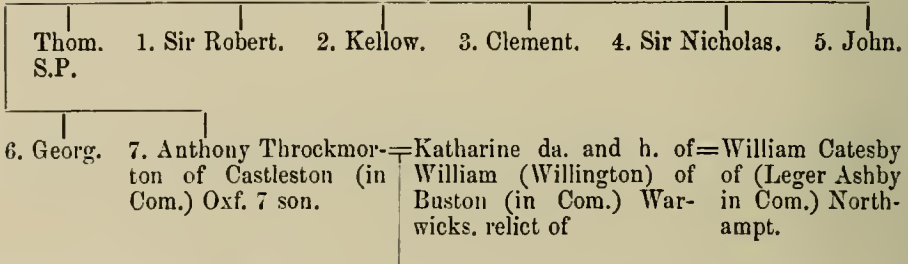 Thom. 1. Sir Robert. 2. Kellow. 3. Clement. 4. Sir Nicholas. 5. John.
S.P.
6. Georg. 7. Anthony Throckmor-=Katharine da. and h. of=William Catesby
ton of Castleston (in William (Willington) of of (Leger Ashby
Com.) Oxf. 7 son. Buston (in Com.) War- in Com.) North-
wicks. relict of ampt.